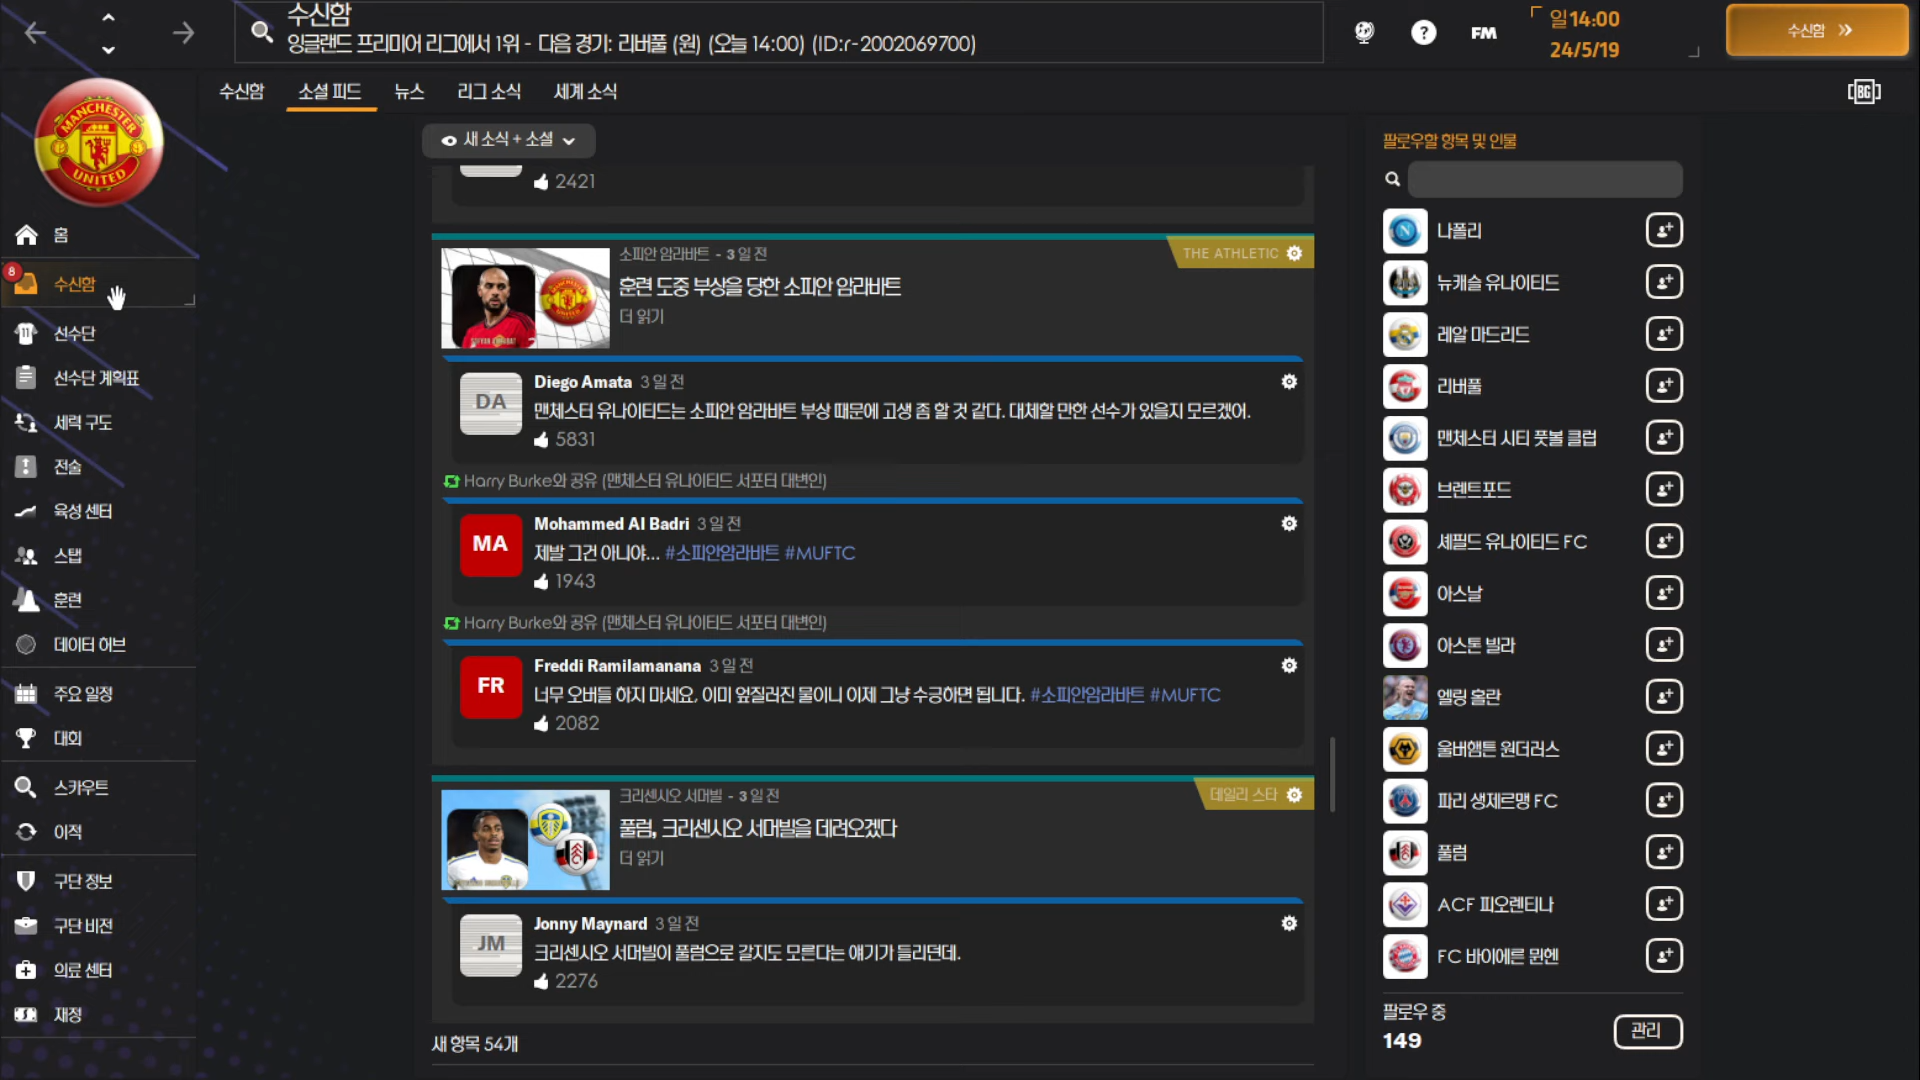 수신함
잉글랜드 프리미어 리그에서 1위 - 다음 경기: 리버풀 (원) (오늘 14:00) (ID:r-2002069700)
FM
일14:00
24/5/19
수신함
MANCHESTER
UNITED
수신함
소셜 피드
뉴스
리그 소식
세계 소식
BG
홈
8
수신함
선수단
선수단 계획표
세력 구도
전술
육성 센터
스탭
훈련
데이터 허브
주요 일정
대회
스카우트
이적
구단 정보
구단 비전
의료 센터
재정
새 소식 + 소셜
2421
소피안 암라바트 - 3일 전
THE ATHLETIC
훈련 도중 부상을 당한 소피안 암라바트
더 읽기
DA
Diego Amata 3일 전
맨체스터 유나이티드는 소피안 암라바트 부상 때문에 고생 좀 할 것 같다. 대체할 만한 선수가 있을지 모르겠어.
5831
Harry Burke와 공유 (맨체스터 유나이티드 서포터 대변인)
MA
Mohammed Al Badri 3일 전
제발 그건 아니야... #소피안암라바트 #MUFTC
1943
Harry Burke와 공유 (맨체스터 유나이티드 서포터 대변인)
FR
Freddi Ramilamanana 3일 전
너무 오버들 하지 마세요, 이미 엎질러진 물이니 이제 그냥 수긍하면 됩니다. #소피안암라바트 #MUFTC
2082
크리센시오 서머빌 - 3일 전
데일리 스타
풀럼, 크리센시오 서머빌을 데려오겠다
더 읽기
JM
Jonny Maynard 3일 전
크리센시오 서머빌이 풀럼으로 갈지도 모른다는 얘기가 들리던데.
2276
새 항목 54개
팔로우할 항목 및 인물
나폴리
뉴캐슬 유나이티드
레알 마드리드
리버풀
맨체스터 시티 풋볼 클럽
브렌트포드
셰필드 유나이티드 FC
아스날
아스톤 빌라
엘링 홀란
울버햄튼 원더러스
파리 생제르맹 FC
풀럼
ACF 피오렌티나
FC 바이에른 뮌헨
팔로우 중
149
관리